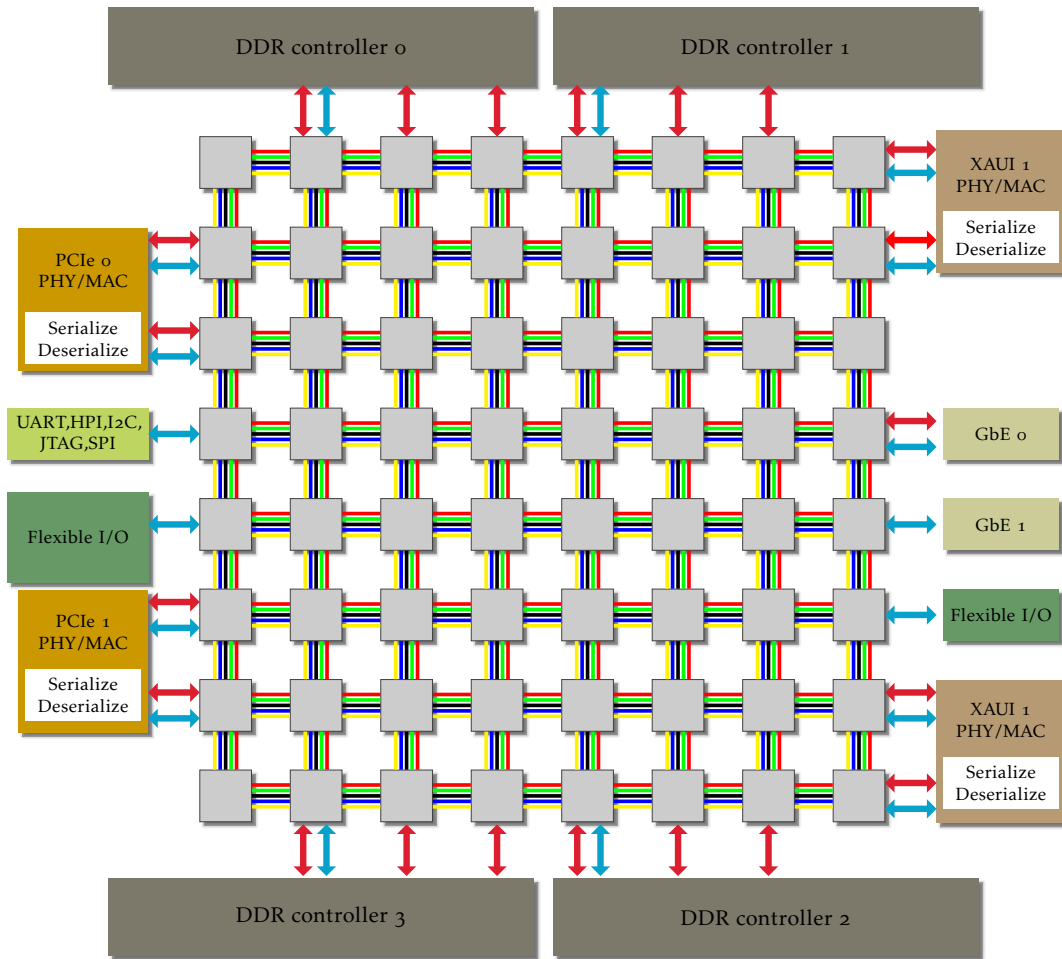 DDR controller 0
DDR controller 1
XAUI 1
PHY/MAC
Serialize
Deserialize
PCIe 0
PHY/MAC
Serialize
Deserialize
UART,HPI,I2C,
JTAG,SPI
GbE 0
Flexible I/O
GbE 1
PCIe 1
PHY/MAC
Serialize
Deserialize
Flexible I/O
XAUI 1
PHY/MAC
Serialize
Deserialize
DDR controller 3
DDR controller 2